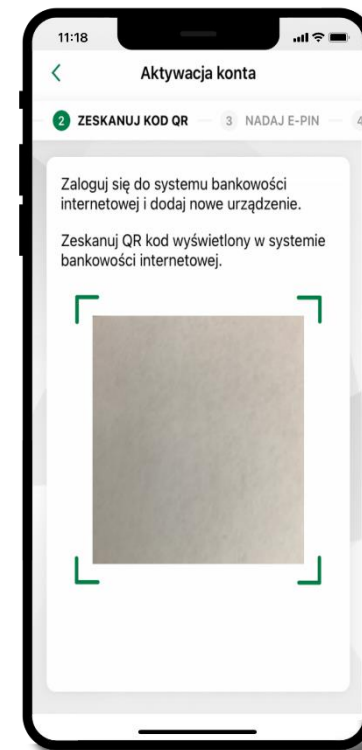 11:18
Aktywacja konta
2 ZESKANUJ KOD QR 3 NADAJ E-PIN 4
Zaloguj się do systemu bankowości
internetowej i dodaj nowe urządzenie.
Zeskanuj QR kod wyświetlony w systemie
bankowości internetowej.